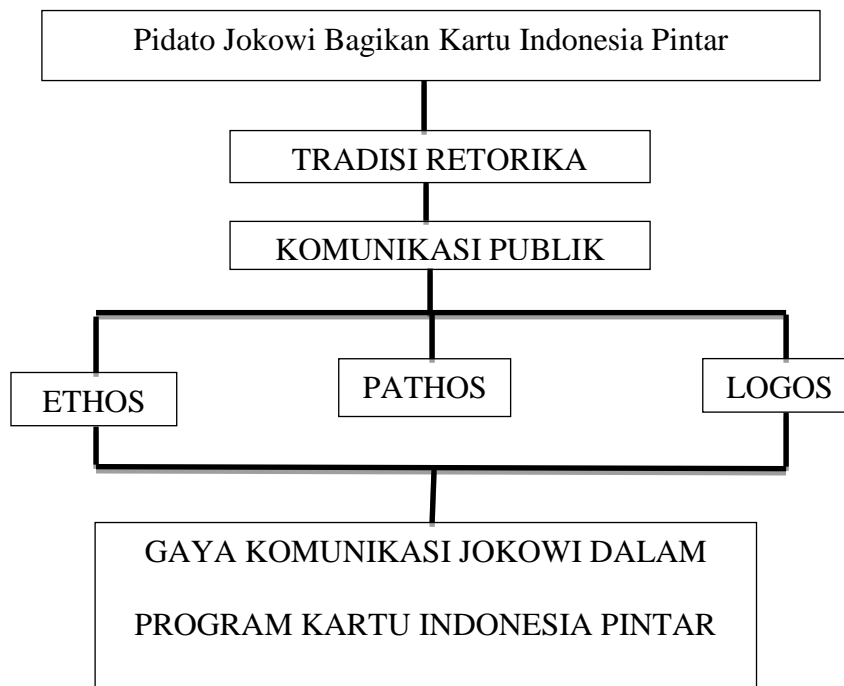 Pidato Jokowi Bagikan Kartu Indonesia Pintar
TRADISI RETORIKA
KOMUNIKASI PUBLIK
ETHOS
PATHOS
LOGOS
GAYA KOMUNIKASI JOKOWI DALAM
PROGRAM KARTU INDONESIA PINTAR